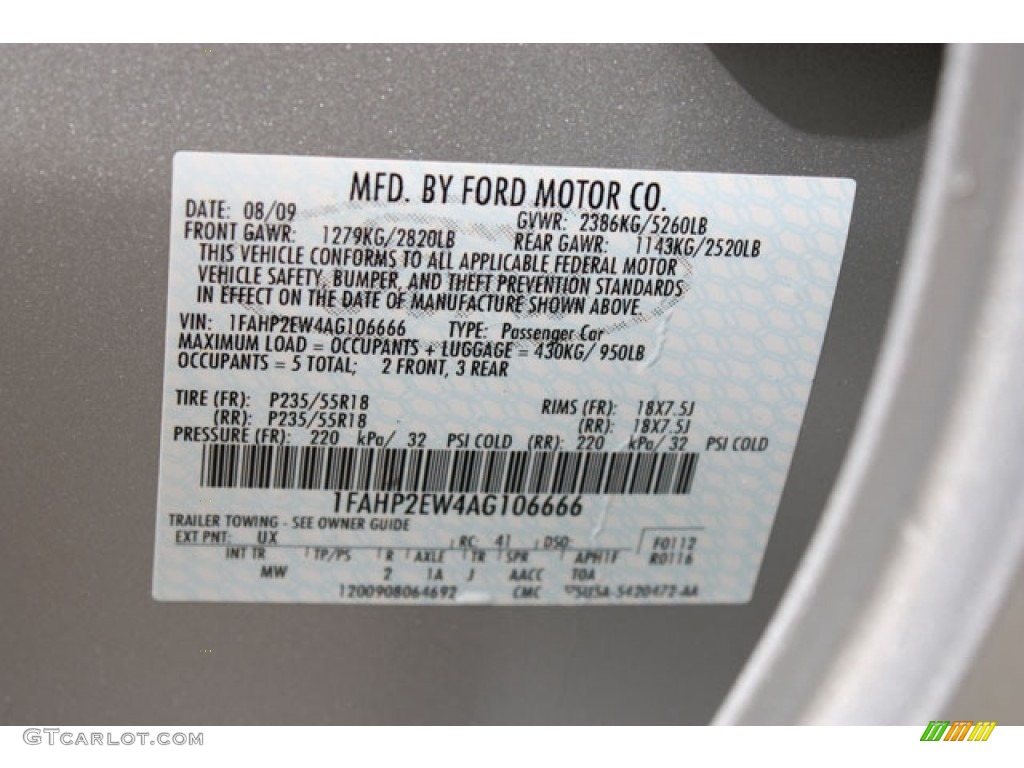 MFD. BY FORD MOTOR CO.
DATE: 08/09 GVWR: 2386KG/5260LB
FRONT GAWR: 1279KG/2820LB REAR GAWR: 1143KG/2520LB
THIS VEHICLE CONFORMS TO ALL APPLICABLE FEDERAL MOTOR
VEHICLE SAFETY, BUMPER, AND THEFT PREVENTION STANDARDS
IN EFFECT ON THE DATE OF MANUFACTURE SHOWN ABOVE.
VIN: 1FAHP2EW4AG106666 TYPE: Passenger Car
MAXIMUM LOAD = OCCUPANTS + LUGGAGE = 430KG/ 950LB
OCCUPANTS = 5 TOTAL; 2 FRONT, 3 REAR
TIRE (FR): P235/55R18 RIMS (FR): 18X7.5J
(RR): P235/55R18 (RR): 18X7.5J
PRESSURE (FR): 220 kPa/ 32 PSI COLD (RR): 220 kPa/ 32 PSI COLD
1FAHP2EW4AG106666
TRAILER TOWING - SEE OWNER GUIDE
EXT PNT: UX RC: 41 DSO: F0112
INT TR TP/PS R AXLE TR SPR R0116
MW 2 1A J AACC
1200908064692 CMC
GTCarLot.com